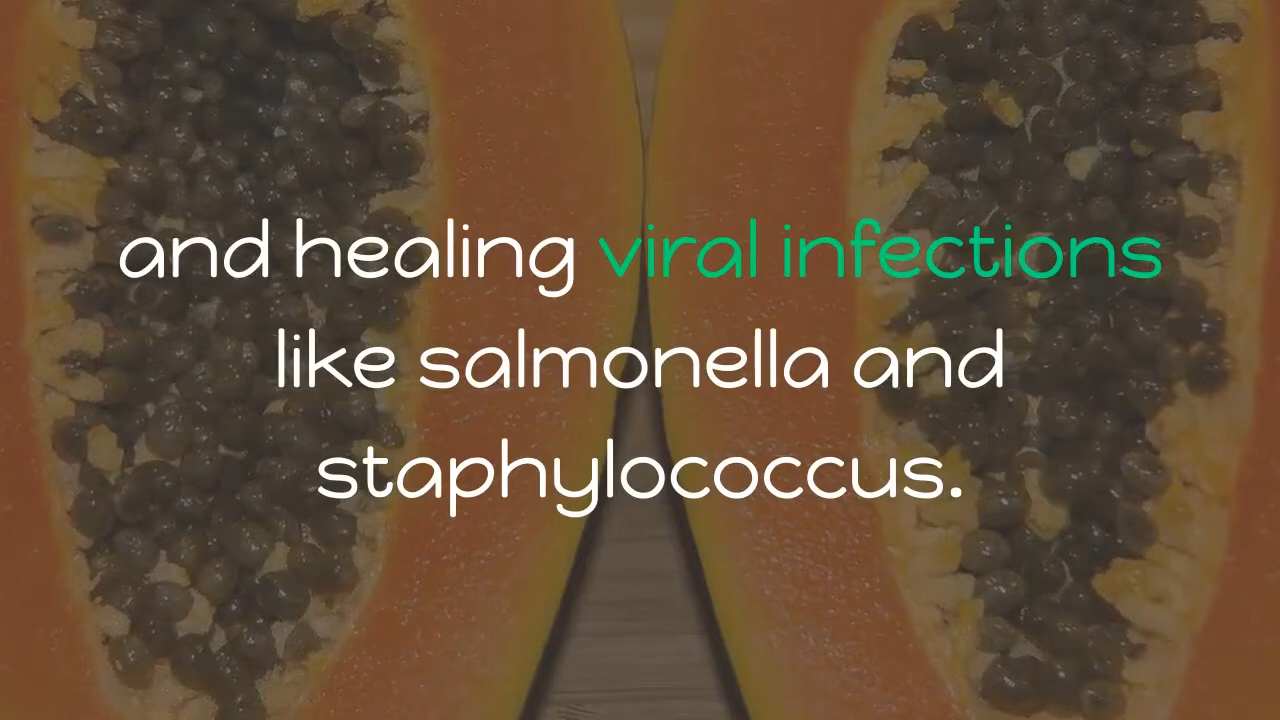 and healing viral infections
like salmonella and
staphylococcus.